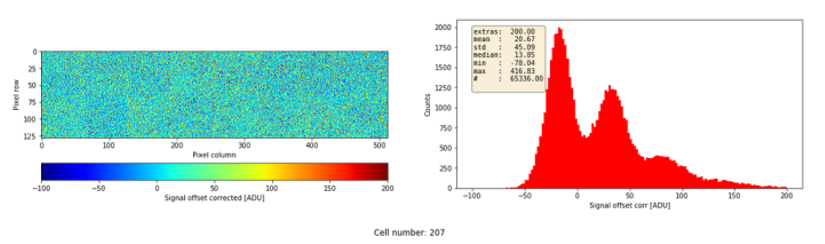 0
25
50
75
100
125
Pixel row
0 100 200 300 400 500
Pixel column
−100 −50 0 50 100 150 200
Signal offset corrected [ADU]
2000
1750
1500
1250
1000
750
500
250
0
Counts
extras: 200.00
mean : 20.67
std : 45.09
median: 13.85
min : -78.04
max : 416.83
# : 65336.00
−100 −50 0 50 100 150 200
Signal offset corr [ADU]
Cell number: 207